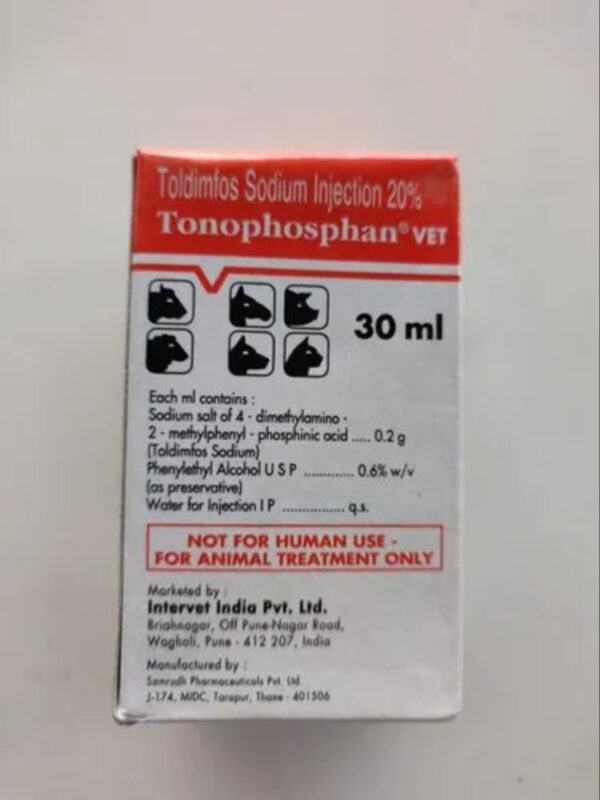 Toldimfos Sodium Injection 20%
Tonophosphan® VET
30 ml
Each ml contains :
Sodium salt of 4 - dimethylamino -
2 - methylphenyl - phosphinic acid ..... 0.2 g
(Toldimfos Sodium)
Phenylethyl Alcohol U S P ............. 0.6% w/v
(as preservative)
Water for Injection I P ................ q.s.
NOT FOR HUMAN USE -
FOR ANIMAL TREATMENT ONLY
Marketed by :
Intervet India Pvt. Ltd.
Briahnagar, Off Pune-Nagar Road,
Wagholi, Pune - 412 207, India
Manufactured by :
Samrudh Pharmaceuticals Pvt. Ltd.
J-174, MIDC, Tarapur, Thane - 401506